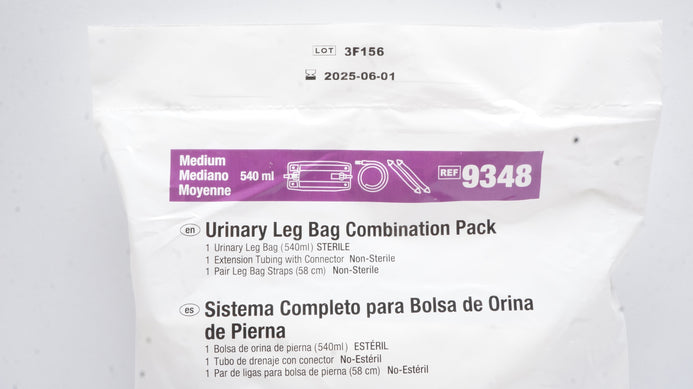 LOT 3F156
2025-06-01
Medium
Mediano 540 ml
Moyenne
REF 9348
en Urinary Leg Bag Combination Pack
1 Urinary Leg Bag (540ml) STERILE
1 Extension Tubing with Connector Non-Sterile
1 Pair Leg Bag Straps (58 cm) Non-Sterile
es Sistema Completo para Bolsa de Orina
de Pierna
1 Bolsa de orina de pierna (540ml) ESTÉRIL
1 Tubo de drenaje con conector No-Estéril
1 Par de ligas para bolsa de pierna (58 cm) No-Estéril